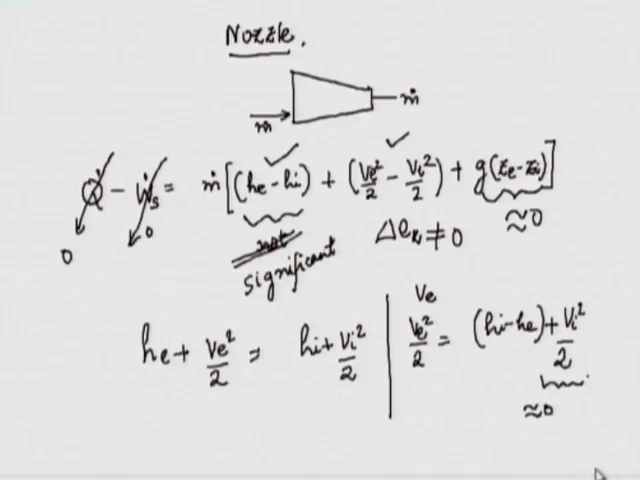 Nozzle.
ṁ
ṁ
Q̇ - Ẇs = ṁ [(he-hi) + (Ve²/2 - Vi²/2) + g(ze-zi)]
0
0
not
significant
Δek ≠ 0
≈0
Ve
he + Ve²/2 = hi + Vi²/2
Ve²/2 = (hi-he) + Vi²/2
≈0